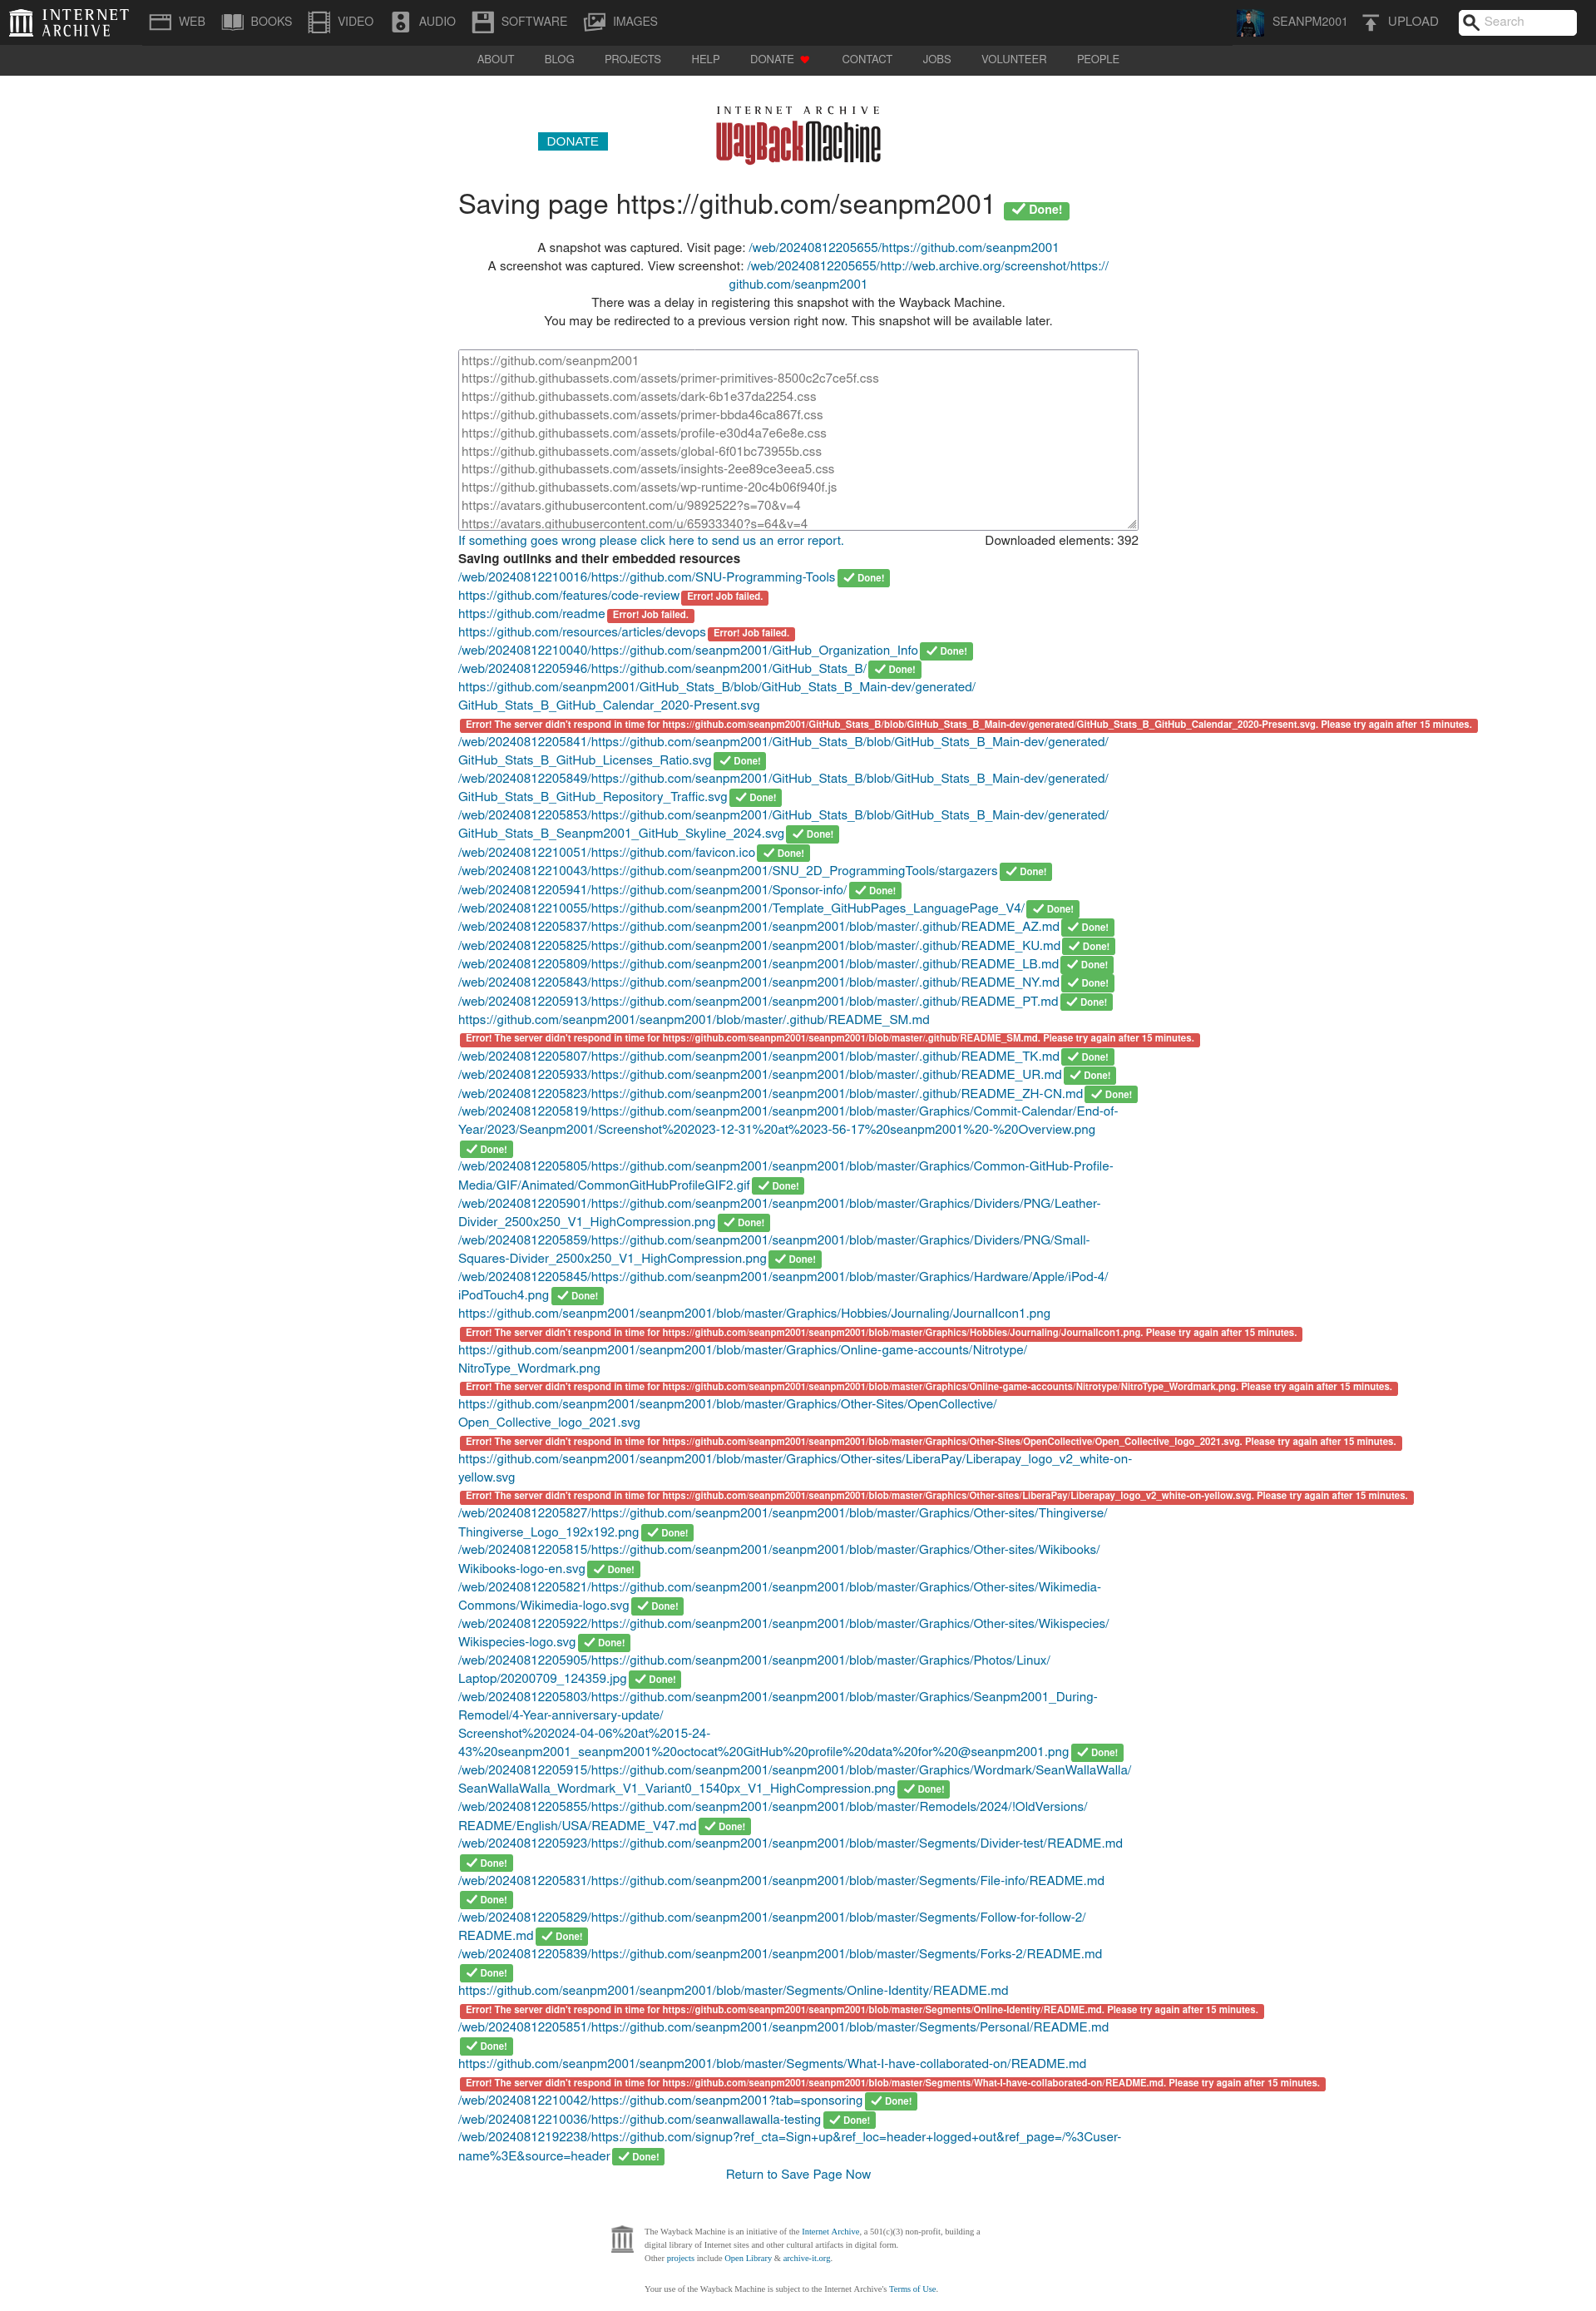 INTERNET ARCHIVE
WEB BOOKS VIDEO AUDIO SOFTWARE IMAGES SEANPM2001 UPLOAD Search
ABOUT BLOG PROJECTS HELP DONATE CONTACT JOBS VOLUNTEER PEOPLE
INTERNET ARCHIVE
DONATE
WayBackMachine
Saving page https://github.com/seanpm2001 Done!
A snapshot was captured. Visit page: /web/20240812205655/https://github.com/seanpm2001
A screenshot was captured. View screenshot: /web/20240812205655/http://web.archive.org/screenshot/https://
github.com/seanpm2001
There was a delay in registering this snapshot with the Wayback Machine.
You may be redirected to a previous version right now. This snapshot will be available later.
https://github.com/seanpm2001
https://github.githubassets.com/assets/primer-primitives-8500c2c7ce5f.css
https://github.githubassets.com/assets/dark-6b1e37da2254.css
https://github.githubassets.com/assets/primer-bbda46ca867f.css
https://github.githubassets.com/assets/profile-e30d4a7e6e8e.css
https://github.githubassets.com/assets/global-6f01bc73955b.css
https://github.githubassets.com/assets/insights-2ee89ce3eea5.css
https://github.githubassets.com/assets/wp-runtime-20c4b06f940f.js
https://avatars.githubusercontent.com/u/9892522?s=70&v=4
https://avatars.githubusercontent.com/u/65933340?s=64&v=4
If something goes wrong please click here to send us an error report. Downloaded elements: 392
Saving outlinks and their embedded resources
/web/20240812210016/https://github.com/SNU-Programming-Tools Done!
https://github.com/features/code-review Error! Job failed.
https://github.com/readme Error! Job failed.
https://github.com/resources/articles/devops Error! Job failed.
/web/20240812210040/https://github.com/seanpm2001/GitHub_Organization_Info Done!
/web/20240812205946/https://github.com/seanpm2001/GitHub_Stats_B/ Done!
https://github.com/seanpm2001/GitHub_Stats_B/blob/GitHub_Stats_B_Main-dev/generated/
GitHub_Stats_B_GitHub_Calendar_2020-Present.svg
Error! The server didn't respond in time for https://github.com/seanpm2001/GitHub_Stats_B/blob/GitHub_Stats_B_Main-dev/generated/GitHub_Stats_B_GitHub_Calendar_2020-Present.svg. Please try again after 15 minutes.
/web/20240812205841/https://github.com/seanpm2001/GitHub_Stats_B/blob/GitHub_Stats_B_Main-dev/generated/
GitHub_Stats_B_GitHub_Licenses_Ratio.svg Done!
/web/20240812205849/https://github.com/seanpm2001/GitHub_Stats_B/blob/GitHub_Stats_B_Main-dev/generated/
GitHub_Stats_B_GitHub_Repository_Traffic.svg Done!
/web/20240812205853/https://github.com/seanpm2001/GitHub_Stats_B/blob/GitHub_Stats_B_Main-dev/generated/
GitHub_Stats_B_Seanpm2001_GitHub_Skyline_2024.svg Done!
/web/20240812210051/https://github.com/favicon.ico Done!
/web/20240812210043/https://github.com/seanpm2001/SNU_2D_ProgrammingTools/stargazers Done!
/web/20240812205941/https://github.com/seanpm2001/Sponsor-info/ Done!
/web/20240812210055/https://github.com/seanpm2001/Template_GitHubPages_LanguagePage_V4/ Done!
/web/20240812205837/https://github.com/seanpm2001/seanpm2001/blob/master/.github/README_AZ.md Done!
/web/20240812205825/https://github.com/seanpm2001/seanpm2001/blob/master/.github/README_KU.md Done!
/web/20240812205809/https://github.com/seanpm2001/seanpm2001/blob/master/.github/README_LB.md Done!
/web/20240812205843/https://github.com/seanpm2001/seanpm2001/blob/master/.github/README_NY.md Done!
/web/20240812205913/https://github.com/seanpm2001/seanpm2001/blob/master/.github/README_PT.md Done!
https://github.com/seanpm2001/seanpm2001/blob/master/.github/README_SM.md
Error! The server didn't respond in time for https://github.com/seanpm2001/seanpm2001/blob/master/.github/README_SM.md. Please try again after 15 minutes.
/web/20240812205807/https://github.com/seanpm2001/seanpm2001/blob/master/.github/README_TK.md Done!
/web/20240812205933/https://github.com/seanpm2001/seanpm2001/blob/master/.github/README_UR.md Done!
/web/20240812205823/https://github.com/seanpm2001/seanpm2001/blob/master/.github/README_ZH-CN.md Done!
/web/20240812205819/https://github.com/seanpm2001/seanpm2001/blob/master/Graphics/Commit-Calendar/End-of-
Year/2023/Seanpm2001/Screenshot%202023-12-31%20at%2023-56-17%20seanpm2001%20-%20Overview.png
Done!
/web/20240812205805/https://github.com/seanpm2001/seanpm2001/blob/master/Graphics/Common-GitHub-Profile-
Media/GIF/Animated/CommonGitHubProfileGIF2.gif Done!
/web/20240812205901/https://github.com/seanpm2001/seanpm2001/blob/master/Graphics/Dividers/PNG/Leather-
Divider_2500x250_V1_HighCompression.png Done!
/web/20240812205859/https://github.com/seanpm2001/seanpm2001/blob/master/Graphics/Dividers/PNG/Small-
Squares-Divider_2500x250_V1_HighCompression.png Done!
/web/20240812205845/https://github.com/seanpm2001/seanpm2001/blob/master/Graphics/Hardware/Apple/iPod-4/
iPodTouch4.png Done!
https://github.com/seanpm2001/seanpm2001/blob/master/Graphics/Hobbies/Journaling/JournalIcon1.png
Error! The server didn't respond in time for https://github.com/seanpm2001/seanpm2001/blob/master/Graphics/Hobbies/Journaling/JournalIcon1.png. Please try again after 15 minutes.
https://github.com/seanpm2001/seanpm2001/blob/master/Graphics/Online-game-accounts/Nitrotype/
NitroType_Wordmark.png
Error! The server didn't respond in time for https://github.com/seanpm2001/seanpm2001/blob/master/Graphics/Online-game-accounts/Nitrotype/NitroType_Wordmark.png. Please try again after 15 minutes.
https://github.com/seanpm2001/seanpm2001/blob/master/Graphics/Other-Sites/OpenCollective/
Open_Collective_logo_2021.svg
Error! The server didn't respond in time for https://github.com/seanpm2001/seanpm2001/blob/master/Graphics/Other-Sites/OpenCollective/Open_Collective_logo_2021.svg. Please try again after 15 minutes.
https://github.com/seanpm2001/seanpm2001/blob/master/Graphics/Other-sites/LiberaPay/Liberapay_logo_v2_white-on-
yellow.svg
Error! The server didn't respond in time for https://github.com/seanpm2001/seanpm2001/blob/master/Graphics/Other-sites/LiberaPay/Liberapay_logo_v2_white-on-yellow.svg. Please try again after 15 minutes.
/web/20240812205827/https://github.com/seanpm2001/seanpm2001/blob/master/Graphics/Other-sites/Thingiverse/
Thingiverse_Logo_192x192.png Done!
/web/20240812205815/https://github.com/seanpm2001/seanpm2001/blob/master/Graphics/Other-sites/Wikibooks/
Wikibooks-logo-en.svg Done!
/web/20240812205821/https://github.com/seanpm2001/seanpm2001/blob/master/Graphics/Other-sites/Wikimedia-
Commons/Wikimedia-logo.svg Done!
/web/20240812205922/https://github.com/seanpm2001/seanpm2001/blob/master/Graphics/Other-sites/Wikispecies/
Wikispecies-logo.svg Done!
/web/20240812205905/https://github.com/seanpm2001/seanpm2001/blob/master/Graphics/Photos/Linux/
Laptop/20200709_124359.jpg Done!
/web/20240812205803/https://github.com/seanpm2001/seanpm2001/blob/master/Graphics/Seanpm2001_During-
Remodel/4-Year-anniversary-update/
Screenshot%202024-04-06%20at%2015-24-
43%20seanpm2001_seanpm2001%20octocat%20GitHub%20profile%20data%20for%20@seanpm2001.png Done!
/web/20240812205915/https://github.com/seanpm2001/seanpm2001/blob/master/Graphics/Wordmark/SeanWallaWalla/
SeanWallaWalla_Wordmark_V1_Variant0_1540px_V1_HighCompression.png Done!
/web/20240812205855/https://github.com/seanpm2001/seanpm2001/blob/master/Remodels/2024/!OldVersions/
README/English/USA/README_V47.md Done!
/web/20240812205923/https://github.com/seanpm2001/seanpm2001/blob/master/Segments/Divider-test/README.md
Done!
/web/20240812205831/https://github.com/seanpm2001/seanpm2001/blob/master/Segments/File-info/README.md
Done!
/web/20240812205829/https://github.com/seanpm2001/seanpm2001/blob/master/Segments/Follow-for-follow-2/
README.md Done!
/web/20240812205839/https://github.com/seanpm2001/seanpm2001/blob/master/Segments/Forks-2/README.md
Done!
https://github.com/seanpm2001/seanpm2001/blob/master/Segments/Online-Identity/README.md
Error! The server didn't respond in time for https://github.com/seanpm2001/seanpm2001/blob/master/Segments/Online-Identity/README.md. Please try again after 15 minutes.
/web/20240812205851/https://github.com/seanpm2001/seanpm2001/blob/master/Segments/Personal/README.md
Done!
https://github.com/seanpm2001/seanpm2001/blob/master/Segments/What-I-have-collaborated-on/README.md
Error! The server didn't respond in time for https://github.com/seanpm2001/seanpm2001/blob/master/Segments/What-I-have-collaborated-on/README.md. Please try again after 15 minutes.
/web/20240812210042/https://github.com/seanpm2001?tab=sponsoring Done!
/web/20240812210036/https://github.com/seanwallawalla-testing Done!
/web/20240812192238/https://github.com/signup?ref_cta=Sign+up&ref_loc=header+logged+out&ref_page=/%3Cuser-
name%3E&source=header Done!
Return to Save Page Now
The Wayback Machine is an initiative of the Internet Archive, a 501(c)(3) non-profit, building a
digital library of Internet sites and other cultural artifacts in digital form.
Other projects include Open Library & archive-it.org.
Your use of the Wayback Machine is subject to the Internet Archive's Terms of Use.